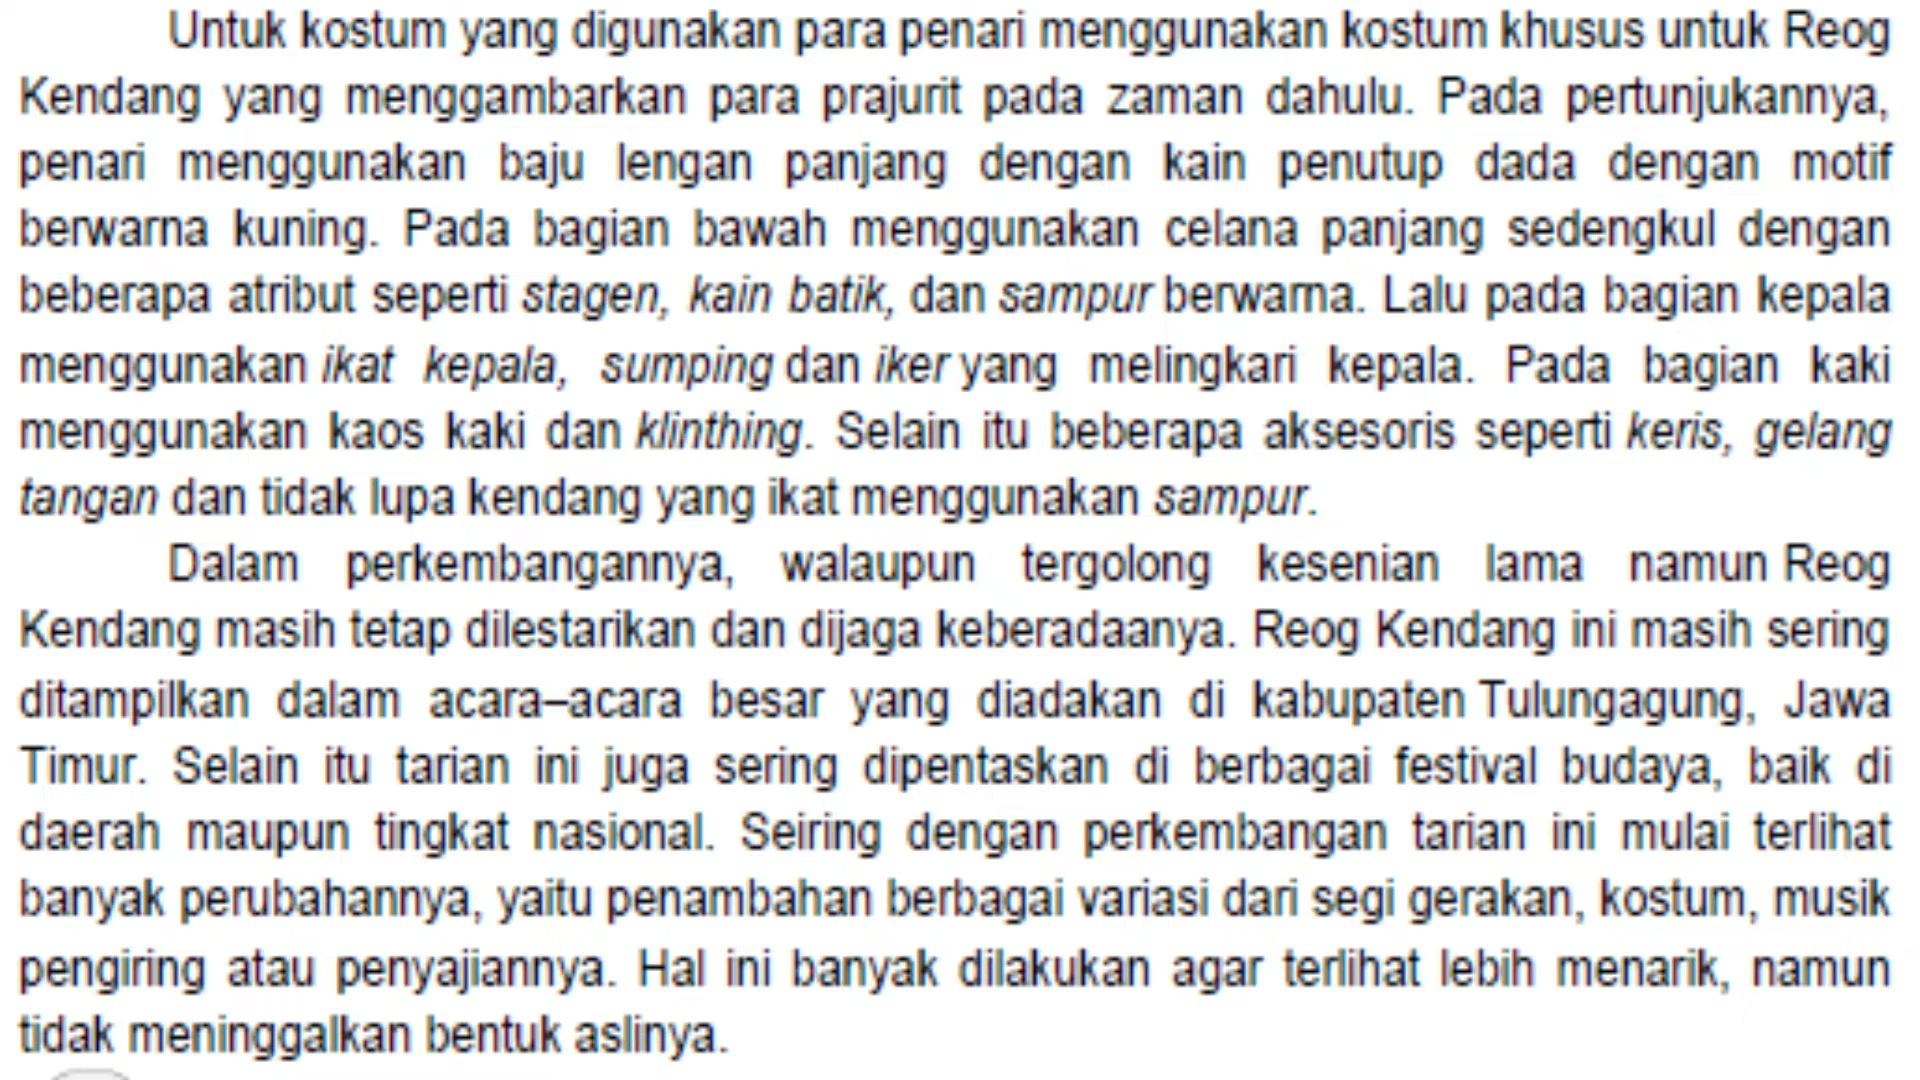 Untuk kostum yang digunakan para penari menggunakan kostum khusus untuk Reog
Kendang yang menggambarkan para prajurit pada zaman dahulu. Pada pertunjukannya,
penari menggunakan baju lengan panjang dengan kain penutup dada dengan motif
berwarna kuning. Pada bagian bawah menggunakan celana panjang sedengkul dengan
beberapa atribut seperti stagen, kain batik, dan sampur berwarna. Lalu pada bagian kepala
menggunakan ikat kepala, sumping dan iker yang melingkari kepala. Pada bagian kaki
menggunakan kaos kaki dan klinthing. Selain itu beberapa aksesoris seperti keris, gelang
tangan dan tidak lupa kendang yang ikat menggunakan sampur.
Dalam perkembangannya, walaupun tergolong kesenian lama namun Reog
Kendang masih tetap dilestarikan dan dijaga keberadaanya. Reog Kendang ini masih sering
ditampilkan dalam acara–acara besar yang diadakan di kabupaten Tulungagung, Jawa
Timur. Selain itu tarian ini juga sering dipentaskan di berbagai festival budaya, baik di
daerah maupun tingkat nasional. Seiring dengan perkembangan tarian ini mulai terlihat
banyak perubahannya, yaitu penambahan berbagai variasi dari segi gerakan, kostum, musik
pengiring atau penyajiannya. Hal ini banyak dilakukan agar terlihat lebih menarik, namun
tidak meninggalkan bentuk aslinya.